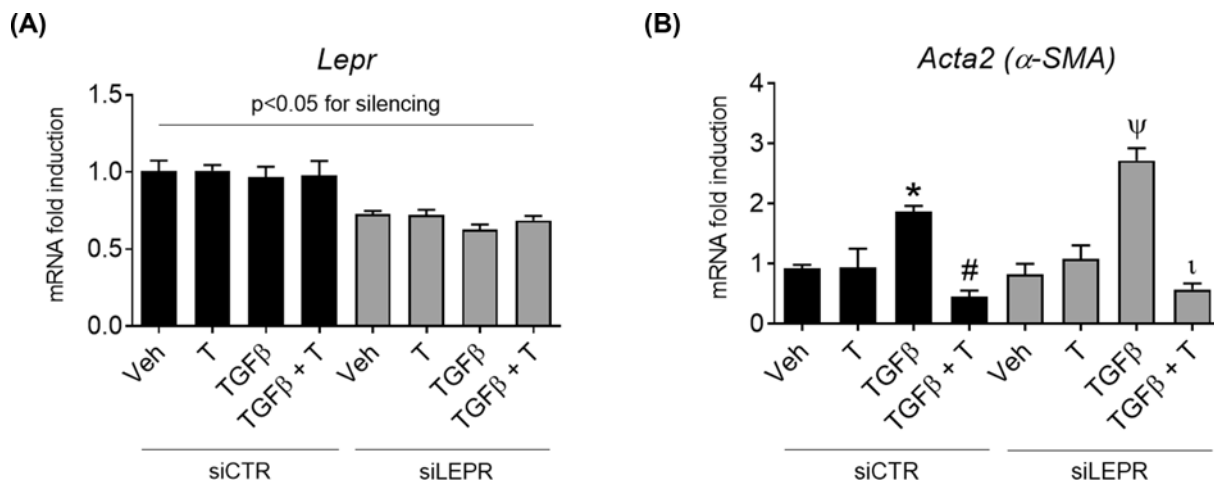 (A)
Lepr
mRNA fold induction
1.5
1.0
0.5
0.0
p<0.05 for silencing
Veh
T
TGFβ
TGFβ + T
Veh
T
TGFβ
TGFβ + T
siCTR
siLEPR
(B)
Acta2 (α-SMA)
mRNA fold induction
4
3
2
1
0
*
#
ψ
ι
Veh
T
TGFβ
TGFβ + T
Veh
T
TGFβ
TGFβ + T
siCTR
siLEPR